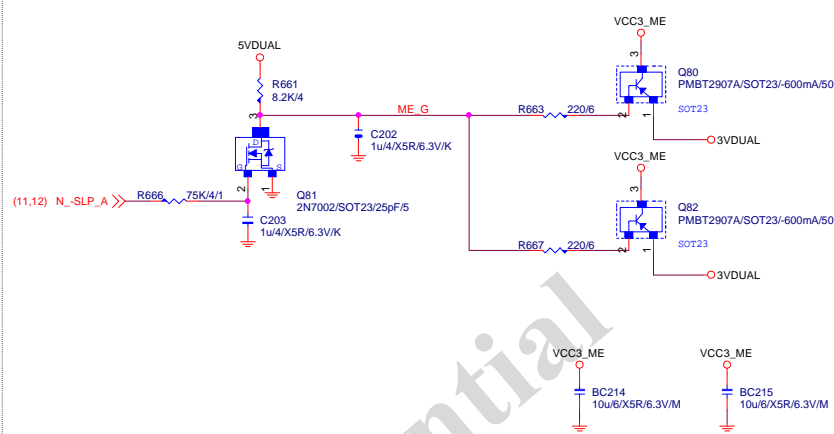 VCC3_ME
3
Q80
PMBT2907A/SOT23/-600mA/50
SOT23
2
1
3VDUAL
5VDUAL
R661
8.2K/4
3
ME_G
R663
220/6
C202
1u/4/X5R/6.3V/K
D
G
S
2
1
Q81
2N7002/SOT23/25pF/5
(11,12) N_-SLP_A
R666
75K/4/1
C203
1u/4/X5R/6.3V/K
VCC3_ME
3
Q82
PMBT2907A/SOT23/-600mA/50
SOT23
R667
220/6
2
1
3VDUAL
VCC3_ME
BC214
10u/6/X5R/6.3V/M
VCC3_ME
BC215
10u/6/X5R/6.3V/M
ential